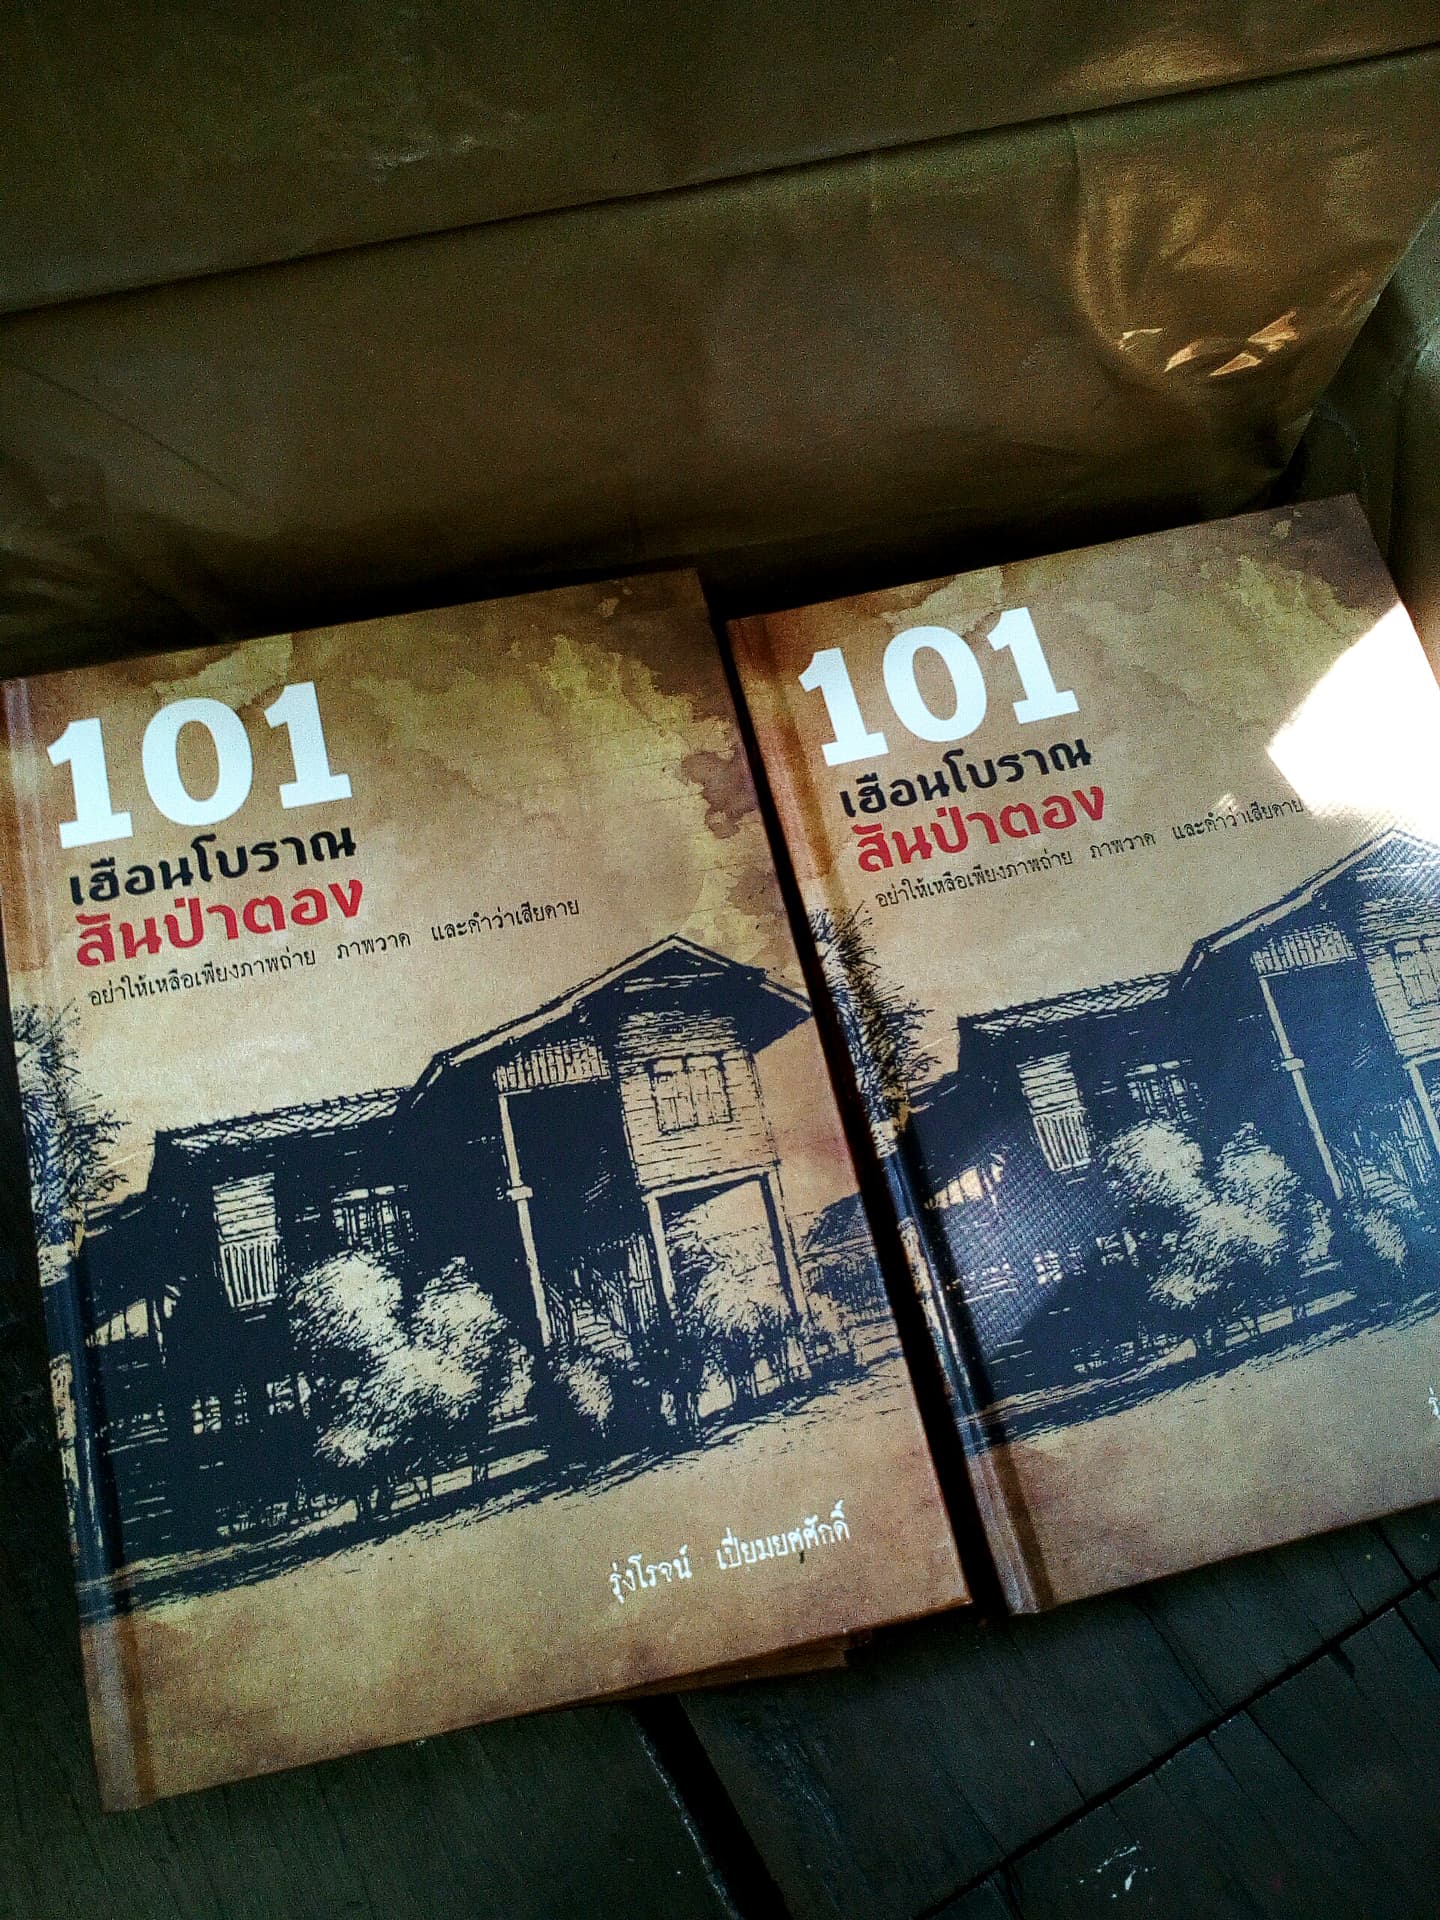 101
เฮือนโบราณ
สันป่าตอง
อย่าให้เหลือเพียงภาพถ่าย ภาพวาด และคำว่าเสียดาย
รุ่งโรจน์ เปี่ยมยศศักดิ์
101
เฮือนโบราณ
สันป่าตอง
อย่าให้เหลือเพียงภาพถ่าย ภาพวาด และคำว่าเสียดาย